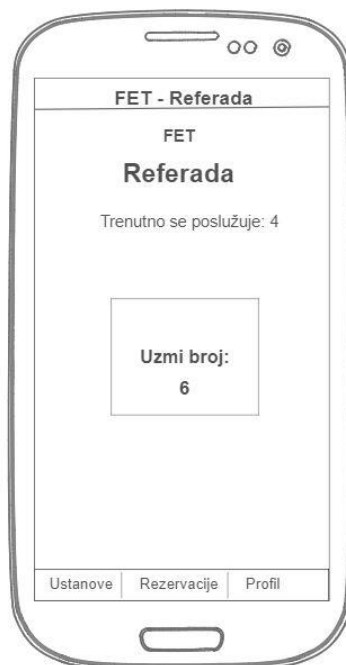 FET - Referada
FET
Referada
Trenutno se poslužuje: 4
Uzmi broj:
6
Ustanove Rezervacije Profil